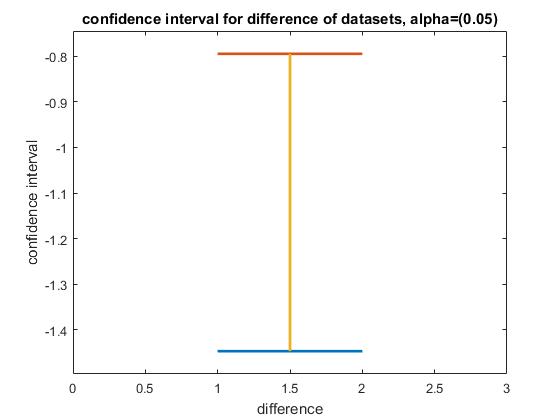 confidence interval for difference of datasets, alpha=(0.05)
-0.8
-0.9
-1
-1.1
-1.2
-1.3
-1.4
confidence interval
0 0.5 1 1.5 2 2.5 3
difference